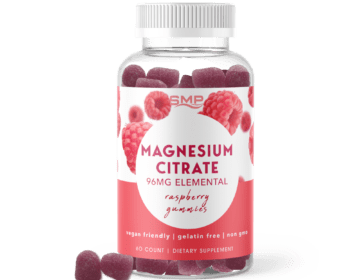 SMP
MAGNESIUM
CITRATE
96MG ELEMENTAL
raspberry
gummies
vegan friendly | gelatin free | non gmo
60 COUNT | DIETARY SUPPLEMENT